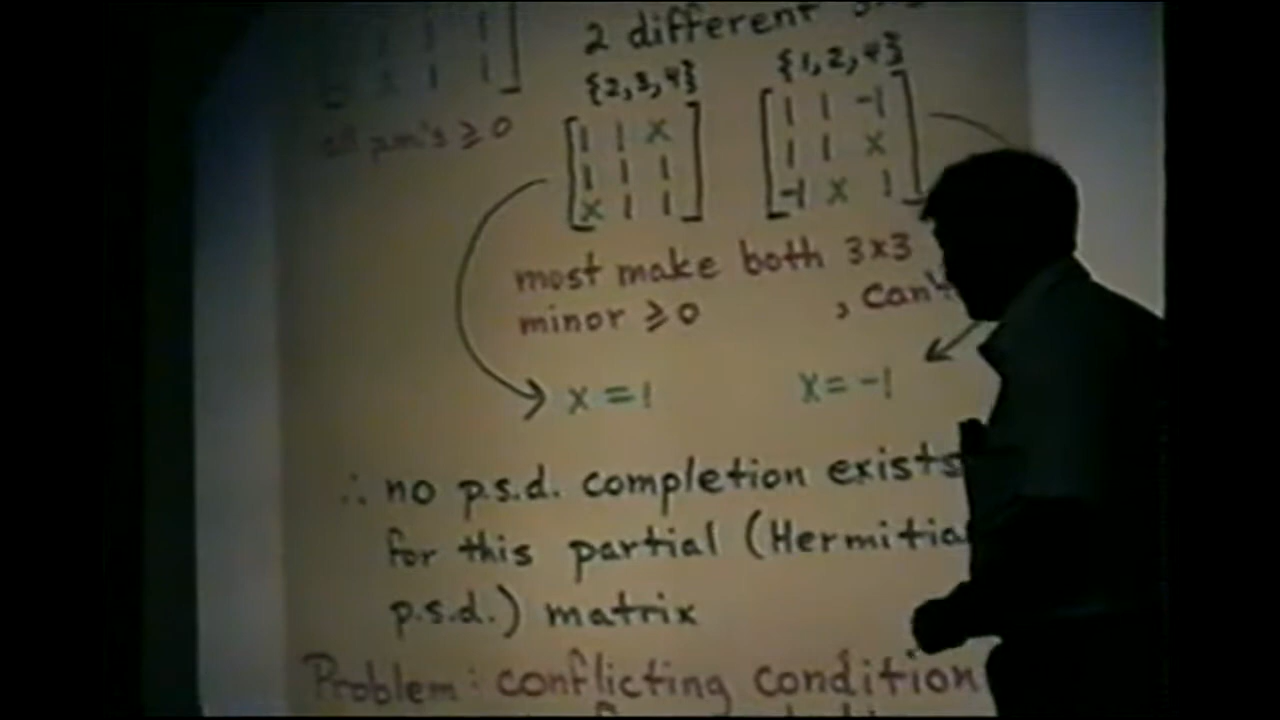 2 different
{2,3,4} {1,2,4}
1 1 x
1 1 1
x 1 1
1 1 -1
1 1 x
-1 x 1
all p.m.'s ≥ 0
most make both 3x3
minor ≥ 0 , can't
x = 1 x = -1
∴ no p.s.d. completion exists
for this partial (Hermitia
p.s.d.) matrix
Problem: conflicting condition